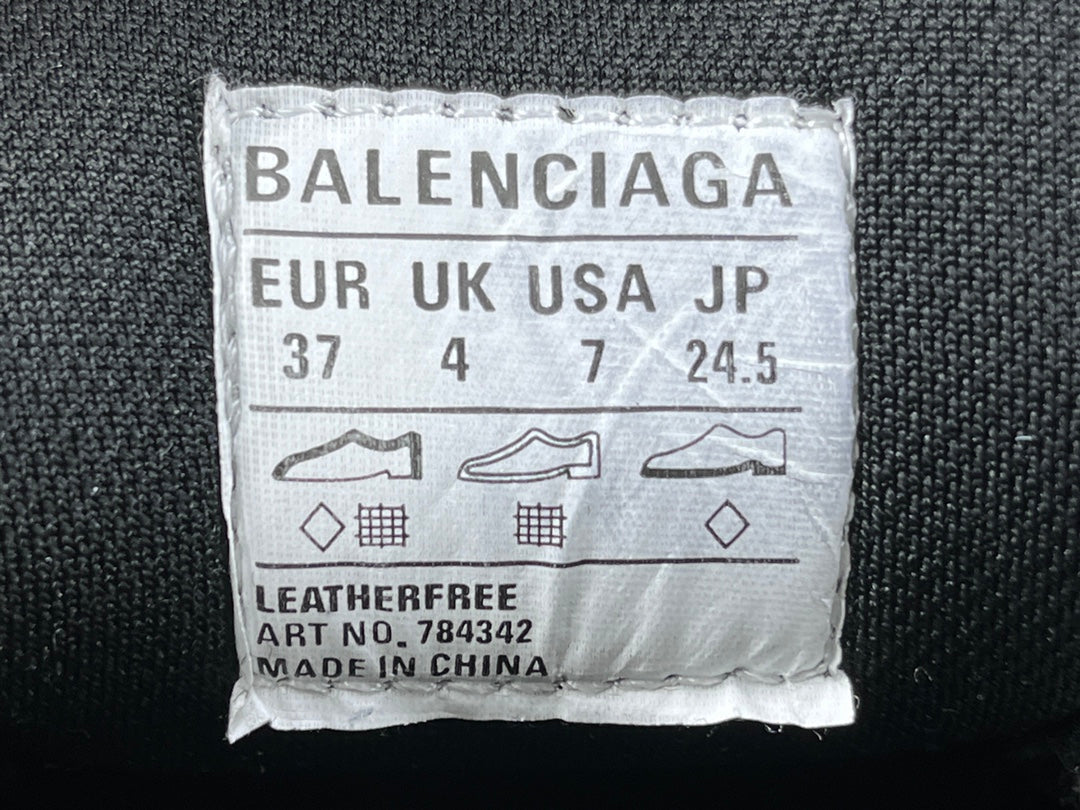 BALENCIAGA
EUR UK USA JP
37 4 7 24.5
LEATHERFREE
ART NO. 784342
MADE IN CHINA